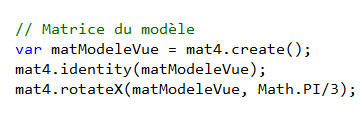 // Matrice du modèle
var matModeleVue = mat4.create();
mat4.identity(matModeleVue);
mat4.rotateX(matModeleVue, Math.PI/3);